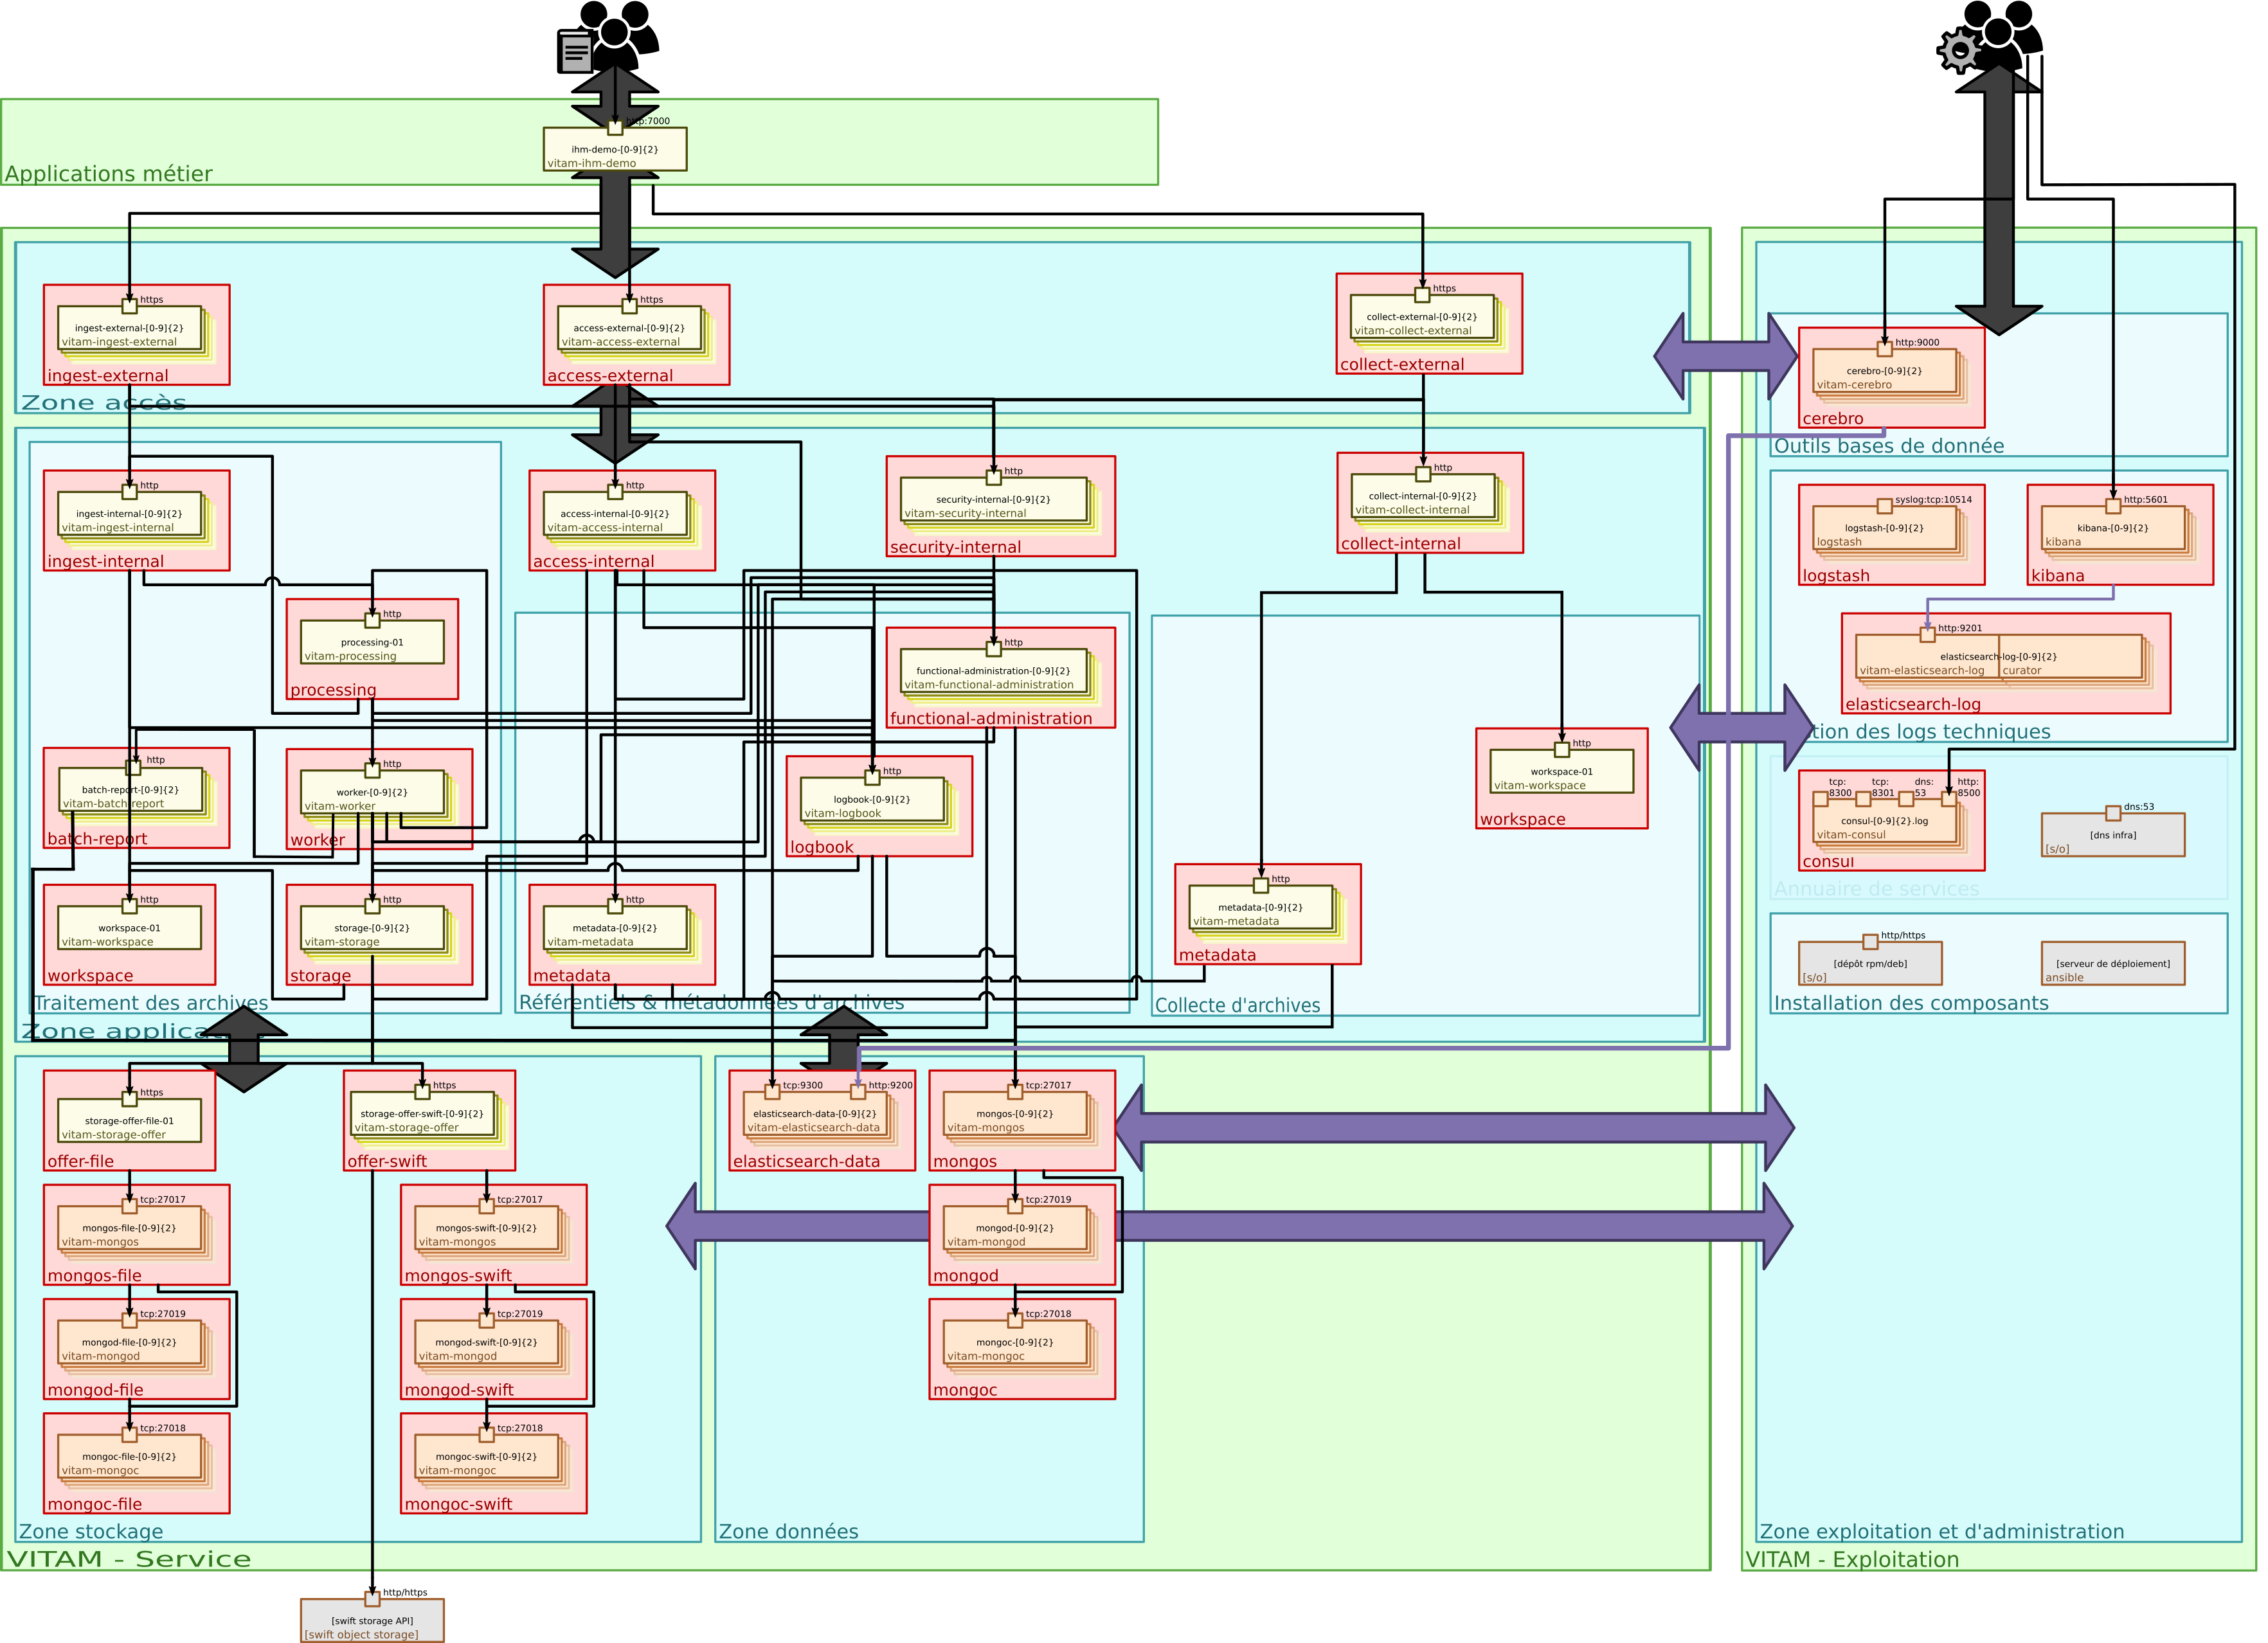 http:7000
ihm-demo-[0-9]{2}
vitam-ihm-demo
Applications métier
https
ingest-external-[0-9]{2}
vitam-ingest-external
ingest-external
https
access-external-[0-9]{2}
vitam-access-external
access-external
https
collect-external-[0-9]{2}
vitam-collect-external
collect-external
Zone accès
http
ingest-internal-[0-9]{2}
vitam-ingest-internal
ingest-internal
http
access-internal-[0-9]{2}
vitam-access-internal
access-internal
http
security-internal-[0-9]{2}
vitam-security-internal
security-internal
http
collect-internal-[0-9]{2}
vitam-collect-internal
collect-internal
http
processing-01
vitam-processing
processing
http
functional-administration-[0-9]{2}
vitam-functional-administration
functional-administration
http
batch-report-[0-9]{2}
vitam-batch-report
batch-report
http
worker-[0-9]{2}
vitam-worker
worker
http
logbook-[0-9]{2}
vitam-logbook
logbook
http
workspace-01
vitam-workspace
workspace
http
workspace-01
vitam-workspace
workspace
http
storage-[0-9]{2}
vitam-storage
storage
http
metadata-[0-9]{2}
vitam-metadata
metadata
http
metadata-[0-9]{2}
vitam-metadata
metadata
Traitement des archives
Référentiels & métadonnées d'archives
Collecte d'archives
Zone
https
storage-offer-file-01
vitam-storage-offer
offer-file
https
storage-offer-swift-[0-9]{2}
vitam-storage-offer
offer-swift
tcp:9300
http:9200
elasticsearch-data-[0-9]{2}
vitam-elasticsearch-data
elasticsearch-data
tcp:27017
mongos-[0-9]{2}
vitam-mongos
mongos
tcp:27017
mongos-file-[0-9]{2}
vitam-mongos
mongos-file
tcp:27017
mongos-swift-[0-9]{2}
vitam-mongos
mongos-swift
tcp:27019
mongod-[0-9]{2}
vitam-mongod
mongod
tcp:27019
mongod-file-[0-9]{2}
vitam-mongod
mongod-file
tcp:27019
mongod-swift-[0-9]{2}
vitam-mongod
mongod-swift
tcp:27018
mongoc-[0-9]{2}
vitam-mongoc
mongoc
tcp:27018
mongoc-file-[0-9]{2}
vitam-mongoc
mongoc-file
tcp:27018
mongoc-swift-[0-9]{2}
vitam-mongoc
mongoc-swift
Zone stockage
Zone données
VITAM - Service
http/https
[swift storage API]
[swift object storage]
http:9000
cerebro-[0-9]{2}
vitam-cerebro
cerebro
Outils bases de donnée
syslog:tcp:10514
logstash-[0-9]{2}
logstash
logstash
http:5601
kibana-[0-9]{2}
kibana
kibana
http:9201
elasticsearch-log-[0-9]{2}
vitam-elasticsearch-log
curator
elasticsearch-log
des logs techniques
tcp:
8300
tcp:
8301
dns:
53
http:
8500
consul-[0-9]{2}.log
vitam-consul
consul
dns:53
[dns infra]
[s/o]
Annuaire de services
http/https
[dépôt rpm/deb]
[s/o]
[serveur de déploiement]
ansible
Installation des composants
Zone exploitation et d'administration
VITAM - Exploitation